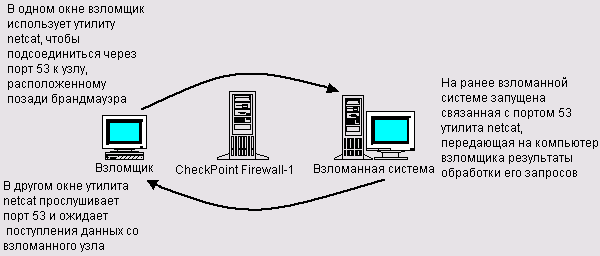 В одном окне взломщик
использует утилиту
netcat, чтобы
подсоединиться через
порт 53 к узлу,
расположенному
позади брандмауэра
На ранее взломанной
системе запущена
связанная с портом 53
утилита netcat,
передающая на компьютер
взломщика результаты
обработки его запросов
Взломщик
CheckPoint Firewall-1
Взломанная система
В другом окне утилита
netcat прослушивает
порт 53 и ожидает
поступления данных со
взломанного узла